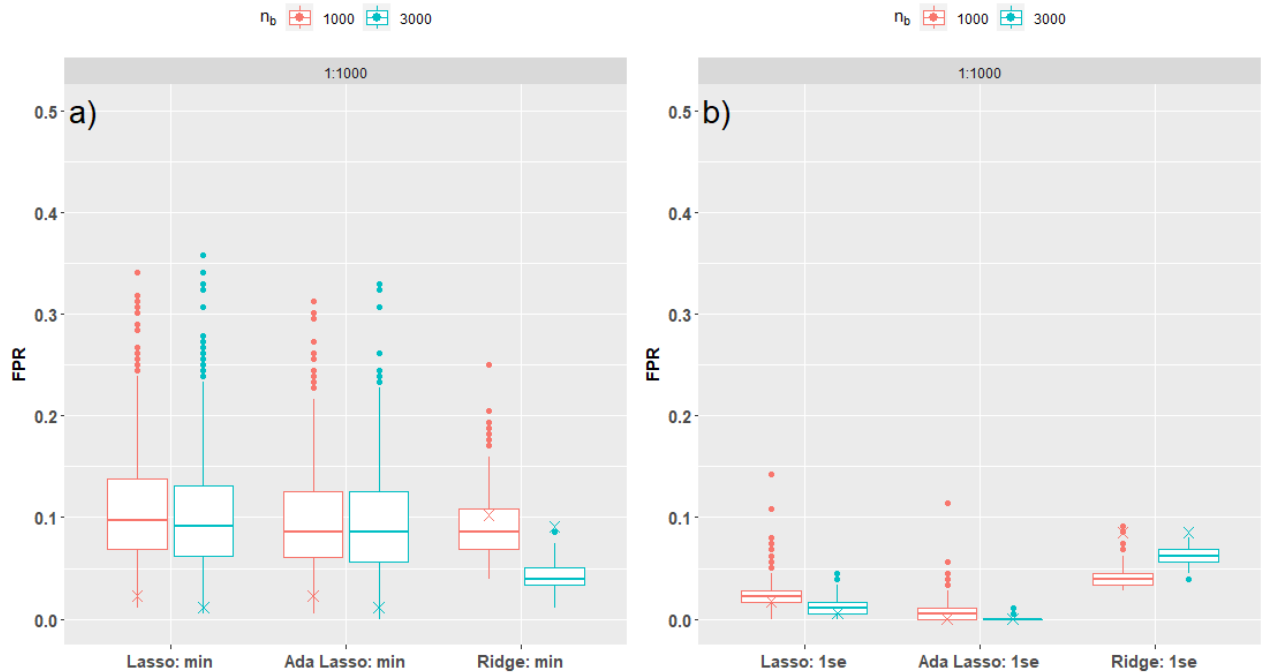 n_b 1000 3000
1:1000
a)
0.5
0.4
0.3
0.2
0.1
0.0
FPR
Lasso: min Ada Lasso: min Ridge: min
n_b 1000 3000
1:1000
b)
0.5
0.4
0.3
0.2
0.1
0.0
FPR
Lasso: 1se Ada Lasso: 1se Ridge: 1se